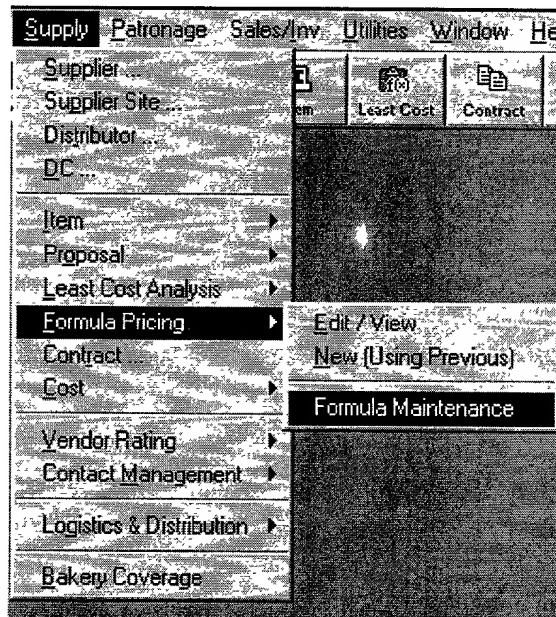 Supply Patronage Sales/Inv Utilities Window He
Supplier ...
Supplier Site ...
Distributor ...
DC ...
em Least Cost Contract
Item
Proposal
Least Cost Analysis
Formula Pricing
Contract ...
Cost
Vendor Rating
Contact Management
Logistics & Distribution
Bakery Coverage
Edit / View
New (Using Previous)
Formula Maintenance